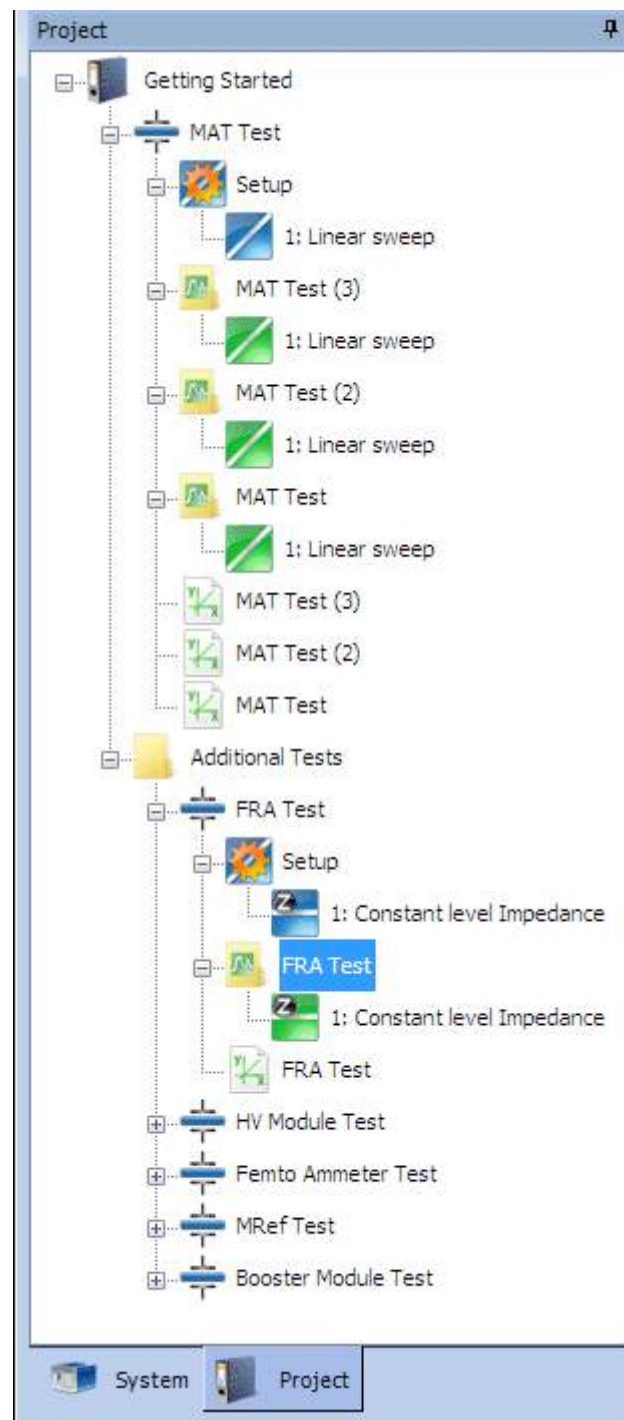 Project
Getting Started
MAT Test
Setup
1: Linear sweep
MAT Test (3)
1: Linear sweep
MAT Test (2)
1: Linear sweep
MAT Test
1: Linear sweep
MAT Test (3)
MAT Test (2)
MAT Test
Additional Tests
FRA Test
Setup
1: Constant level Impedance
FRA Test
1: Constant level Impedance
FRA Test
HV Module Test
Femto Ammeter Test
MRef Test
Booster Module Test
System Project